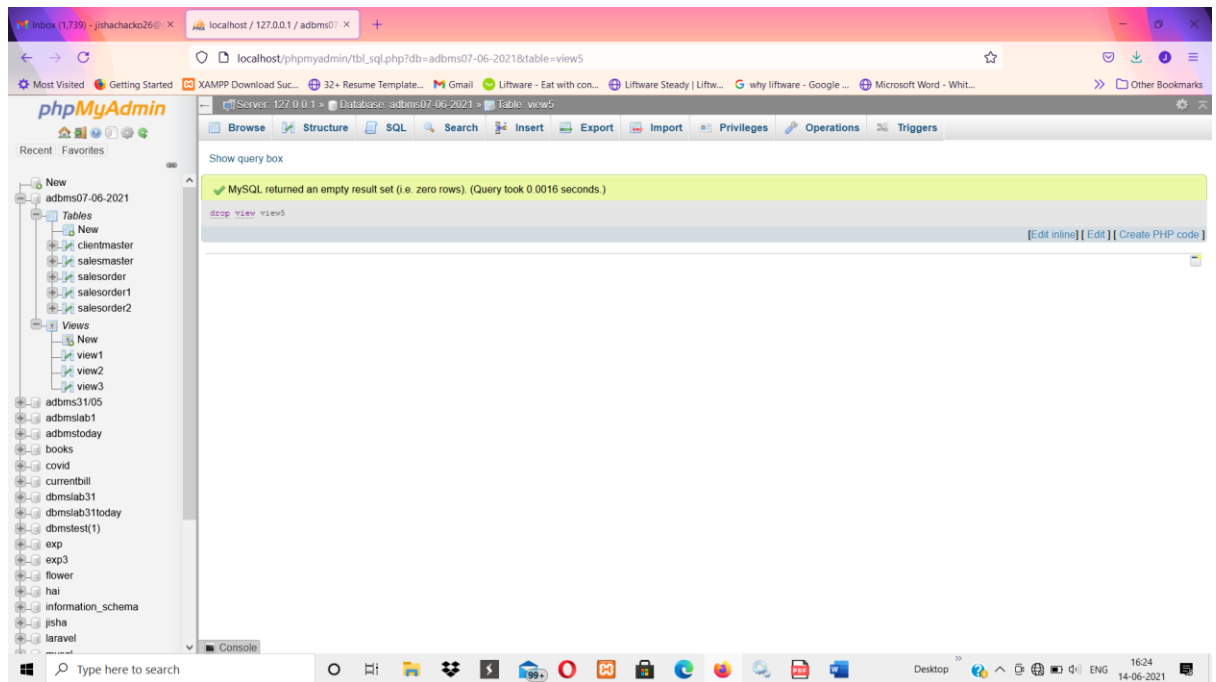 Inbox (1,739) - jishachacko26@
localhost / 127.0.0.1 / adbms07
localhost/phpmyadmin/tbl_sql.php?db=adbms07-06-2021&table=view5
Most Visited Getting Started XAMPP Download Suc... 32+ Resume Template... Gmail Liftware - Eat with con... Liftware Steady | Liftw... why liftware - Google ... Microsoft Word - Whit... Other Bookmarks
phpMyAdmin
Recent Favorites
New
adbms07-06-2021
Tables
New
clientmaster
salesmaster
salesorder
salesorder1
salesorder2
Views
New
view1
view2
view3
adbms31/05
adbmslab1
adbmstoday
books
covid
currentbill
dbmslab31
dbmslab31today
dbmstest(1)
exp
exp3
flower
hai
information_schema
jisha
laravel
Server: 127.0.0.1 » Database: adbms07-06-2021 » Table: view5
Browse Structure SQL Search Insert Export Import Privileges Operations Triggers
Show query box
MySQL returned an empty result set (i.e. zero rows). (Query took 0.0016 seconds.)
drop view view5
[Edit inline] [ Edit ] [ Create PHP code ]
Console
Type here to search
99+
PDF
Desktop
ENG
16:24
14-06-2021